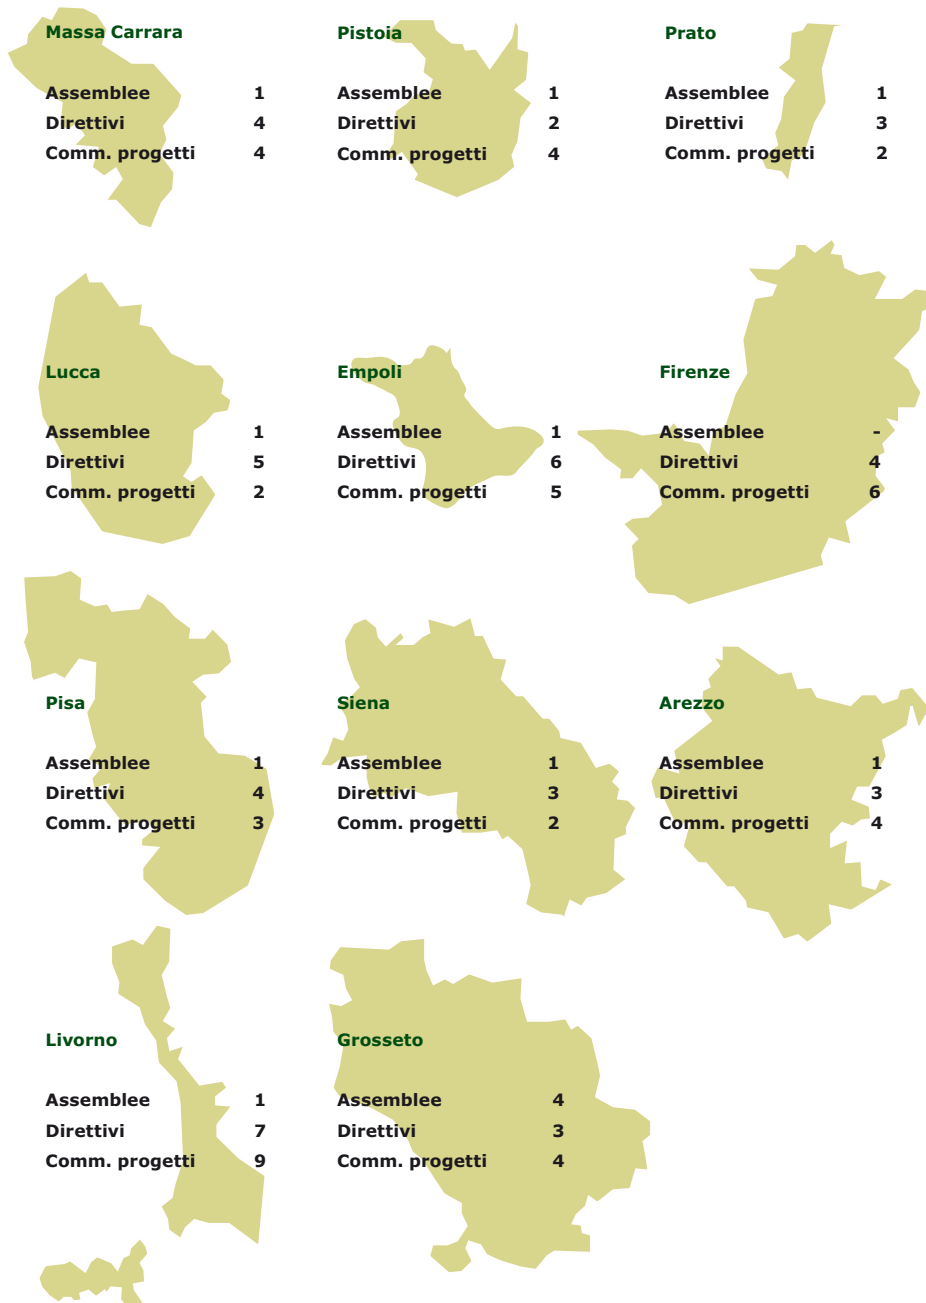 Massa Carrara
Assemblee 1
Direttivi 4
Comm. progetti 4
Pistoia
Assemblee 1
Direttivi 2
Comm. progetti 4
Prato
Assemblee 1
Direttivi 3
Comm. progetti 2
Lucca
Assemblee 1
Direttivi 5
Comm. progetti 2
Empoli
Assemblee 1
Direttivi 6
Comm. progetti 5
Firenze
Assemblee -
Direttivi 4
Comm. progetti 6
Pisa
Assemblee 1
Direttivi 4
Comm. progetti 3
Siena
Assemblee 1
Direttivi 3
Comm. progetti 2
Arezzo
Assemblee 1
Direttivi 3
Comm. progetti 4
Livorno
Assemblee 1
Direttivi 7
Comm. progetti 9
Grosseto
Assemblee 4
Direttivi 3
Comm. progetti 4